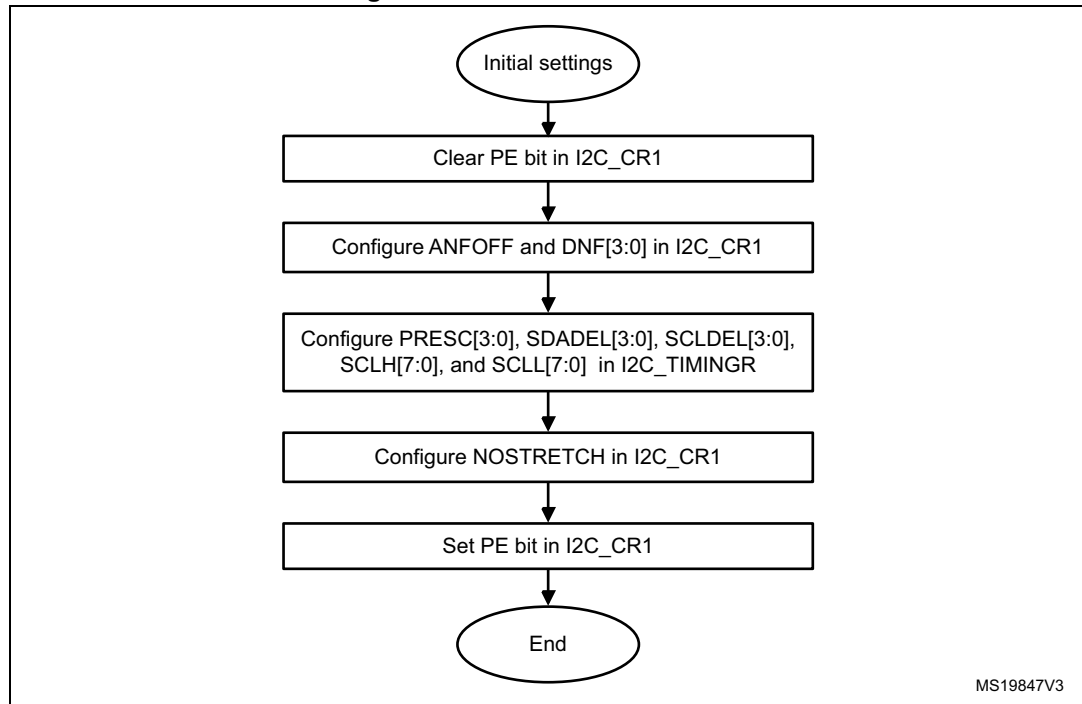 Initial settings
Clear PE bit in I2C_CR1
Configure ANFOFF and DNF[3:0] in I2C_CR1
Configure PRESC[3:0], SDADEL[3:0], SCLDEL[3:0],
SCLH[7:0], and SCLL[7:0] in I2C_TIMINGR
Configure NOSTRETCH in I2C_CR1
Set PE bit in I2C_CR1
End
MS19847V3